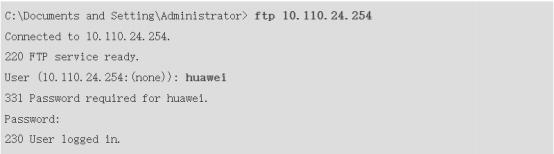 C:\Documents and Setting\Administrator> ftp 10.110.24.254
Connected to 10.110.24.254.
220 FTP service ready.
User (10.110.24.254:(none)): huawei
331 Password required for huawei.
Password:
230 User logged in.